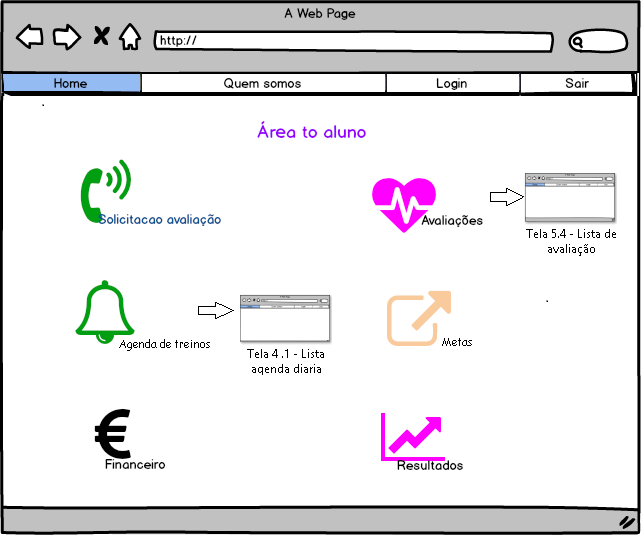 A Web Page
http://
Home Quem somos Login Sair
Área to aluno
Solicitacao avaliação
Avaliações
Tela 5.4 - Lista de
avaliação
Agenda de treinos
Tela 4.1 - Lista
agenda diaria
Metas
Financeiro
Resultados